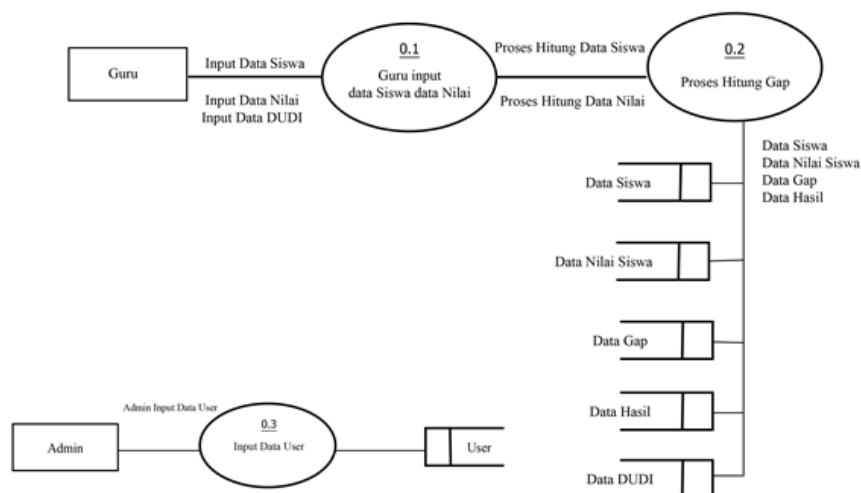 Guru
Input Data Siswa
Input Data Nilai
Input Data DUDI
0.1
Guru input
data Siswa data Nilai
Proses Hitung Data Siswa
Proses Hitung Data Nilai
0.2
Proses Hitung Gap
Data Siswa
Data Nilai Siswa
Data Gap
Data Hasil
Data Siswa
Data Nilai Siswa
Data Gap
Data Hasil
Data DUDI
Admin
Admin Input Data User
0.3
Input Data User
User